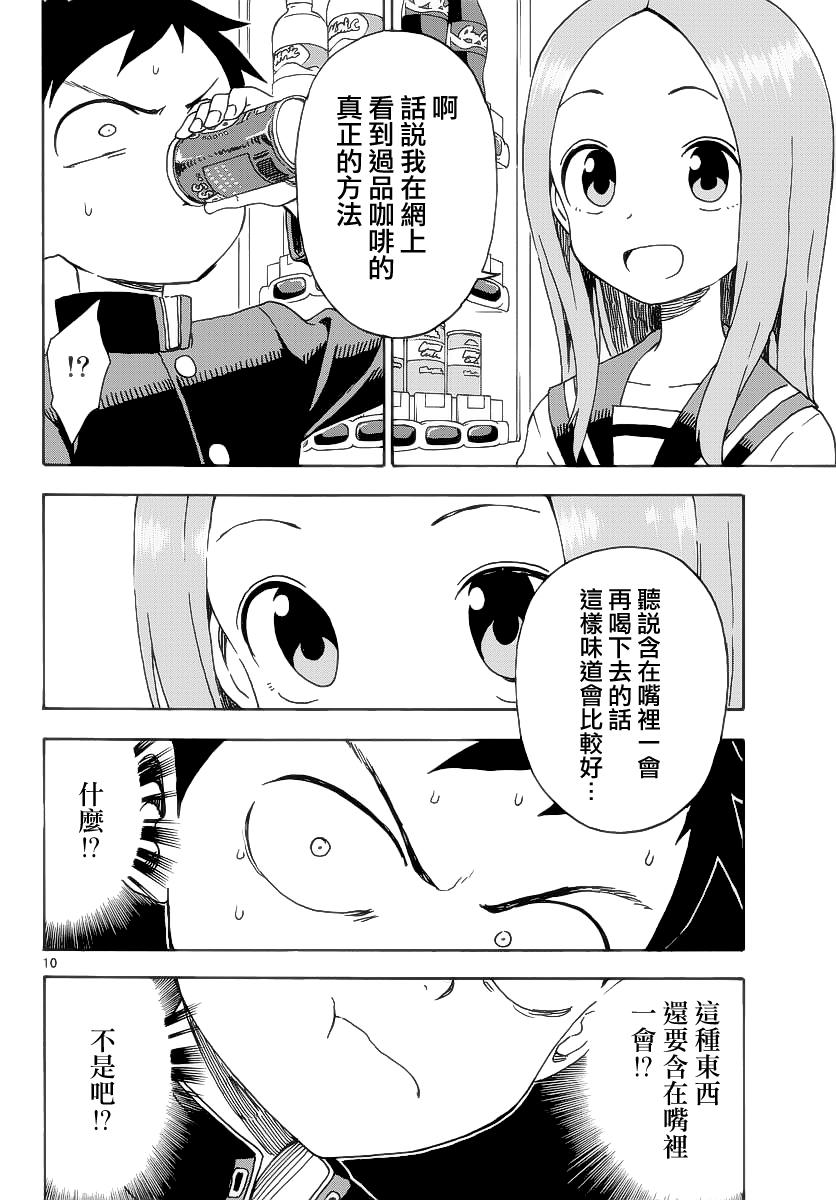 啊
話說我在網上
看到過品咖啡的
真正的方法
!?
聽說含在嘴裡一會
再喝下去的話
這樣味道會比較好…
什麼!?
這種東西
還要含在嘴裡
一會!?
不是吧!?
10